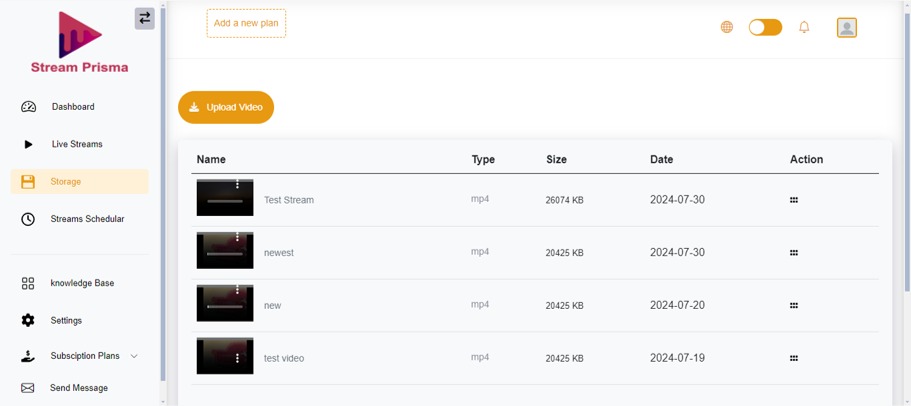 Stream Prisma
Dashboard
Live Streams
Storage
Streams Schedular
knowledge Base
Settings
Subsciption Plans
Send Message
Add a new plan
Upload Video
Name Type Size Date Action
Test Stream mp4 26074 KB 2024-07-30
newest mp4 20425 KB 2024-07-30
new mp4 20425 KB 2024-07-20
test video mp4 20425 KB 2024-07-19